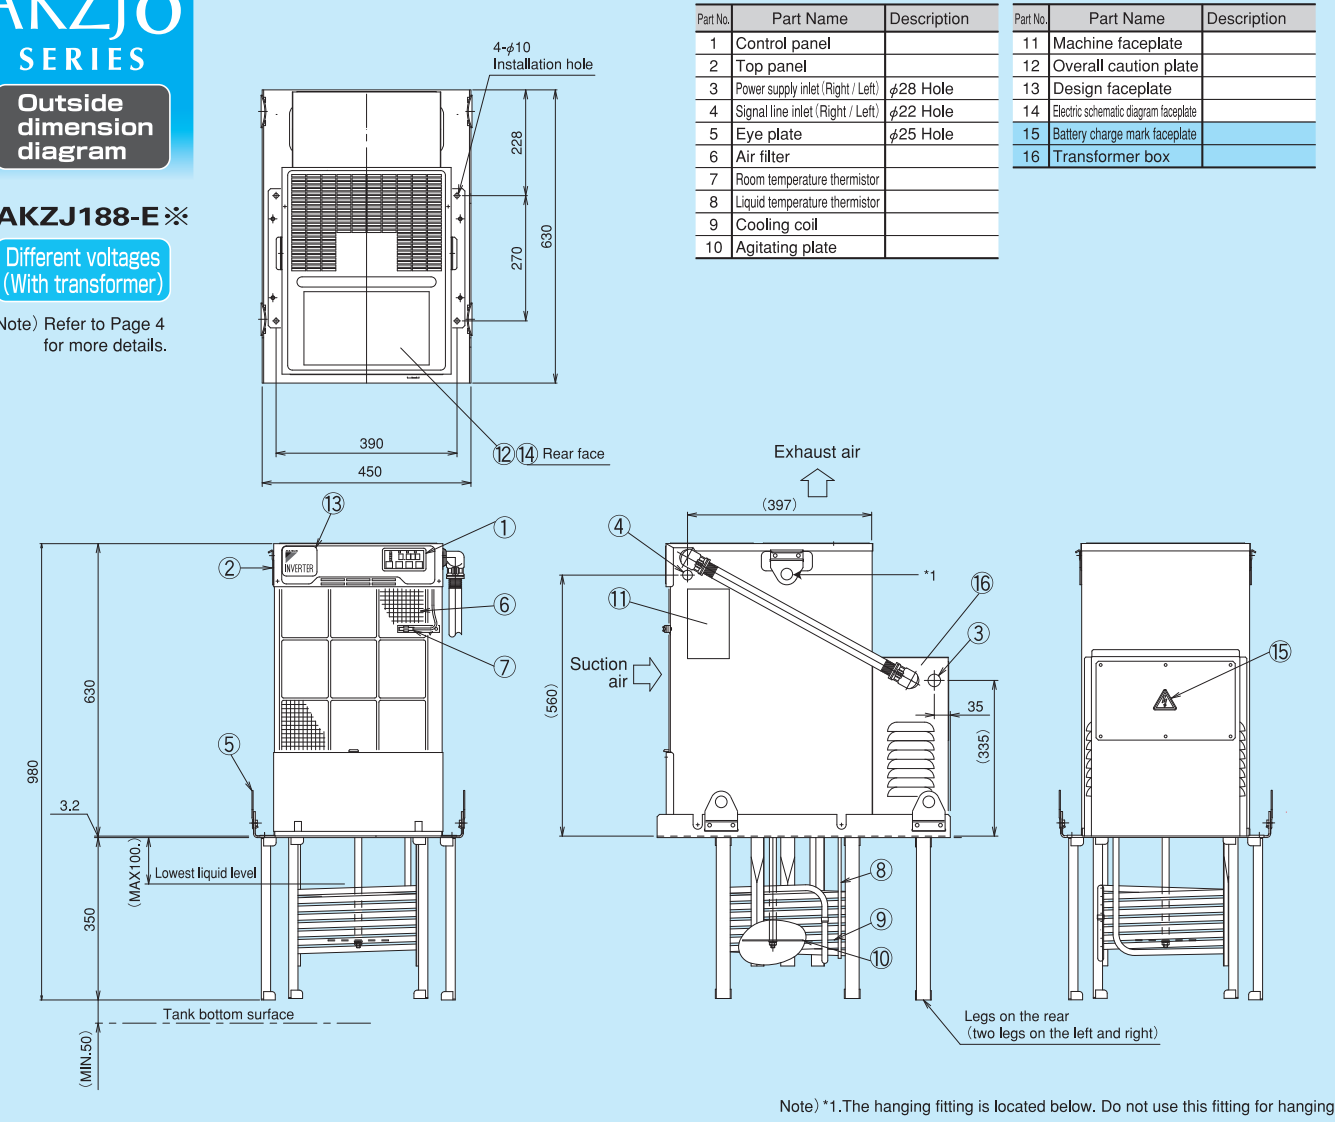 AKZJ8
SERIES
Outside
dimension
diagram
AKZJ188-E※
Different voltages
(With transformer)
Note) Refer to Page 4
for more details.
Part No. Part Name Description
1 Control panel
2 Top panel
3 Power supply inlet (Right / Left) φ28 Hole
4 Signal line inlet (Right / Left) φ22 Hole
5 Eye plate φ25 Hole
6 Air filter
7 Room temperature thermistor
8 Liquid temperature thermistor
9 Cooling coil
10 Agitating plate
Part No. Part Name Description
11 Machine faceplate
12 Overall caution plate
13 Design faceplate
14 Electric schematic diagram faceplate
15 Battery charge mark faceplate
16 Transformer box
4-φ10
Installation hole
228
270
630
390
450
⑫⑭ Rear face
⑬
①
②
INVERTER
⑥
⑦
⑤
630
980
3.2
(MAX100.)
Lowest liquid level
350
Tank bottom surface
(MIN.50)
Exhaust air
(397)
④
*1
⑪
⑯
③
Suction
air
(560)
35
(335)
⑧
⑨
⑩
Legs on the rear
(two legs on the left and right)
⑮
Note) *1.The hanging fitting is located below. Do not use this fitting for hanging